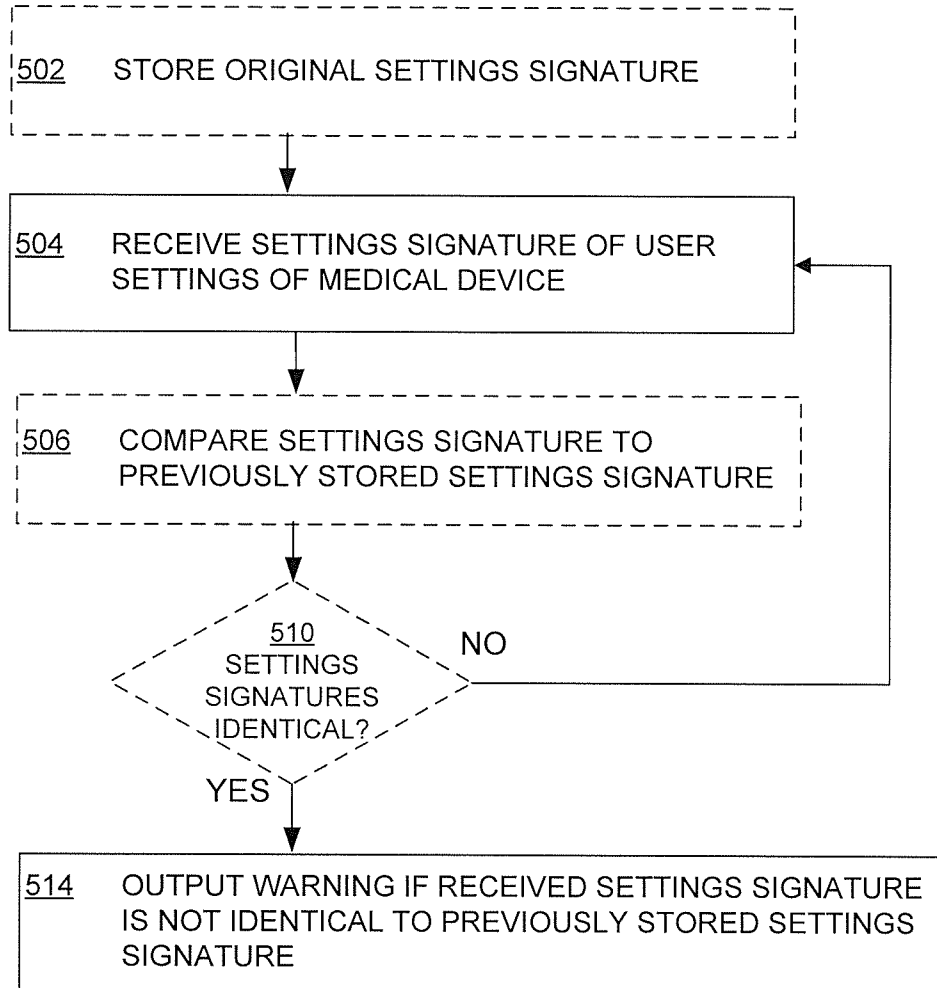 502 STORE ORIGINAL SETTINGS SIGNATURE
504 RECEIVE SETTINGS SIGNATURE OF USER
SETTINGS OF MEDICAL DEVICE
506 COMPARE SETTINGS SIGNATURE TO
PREVIOUSLY STORED SETTINGS SIGNATURE
510
SETTINGS
SIGNATURES
IDENTICAL?
NO
YES
514 OUTPUT WARNING IF RECEIVED SETTINGS SIGNATURE
IS NOT IDENTICAL TO PREVIOUSLY STORED SETTINGS
SIGNATURE